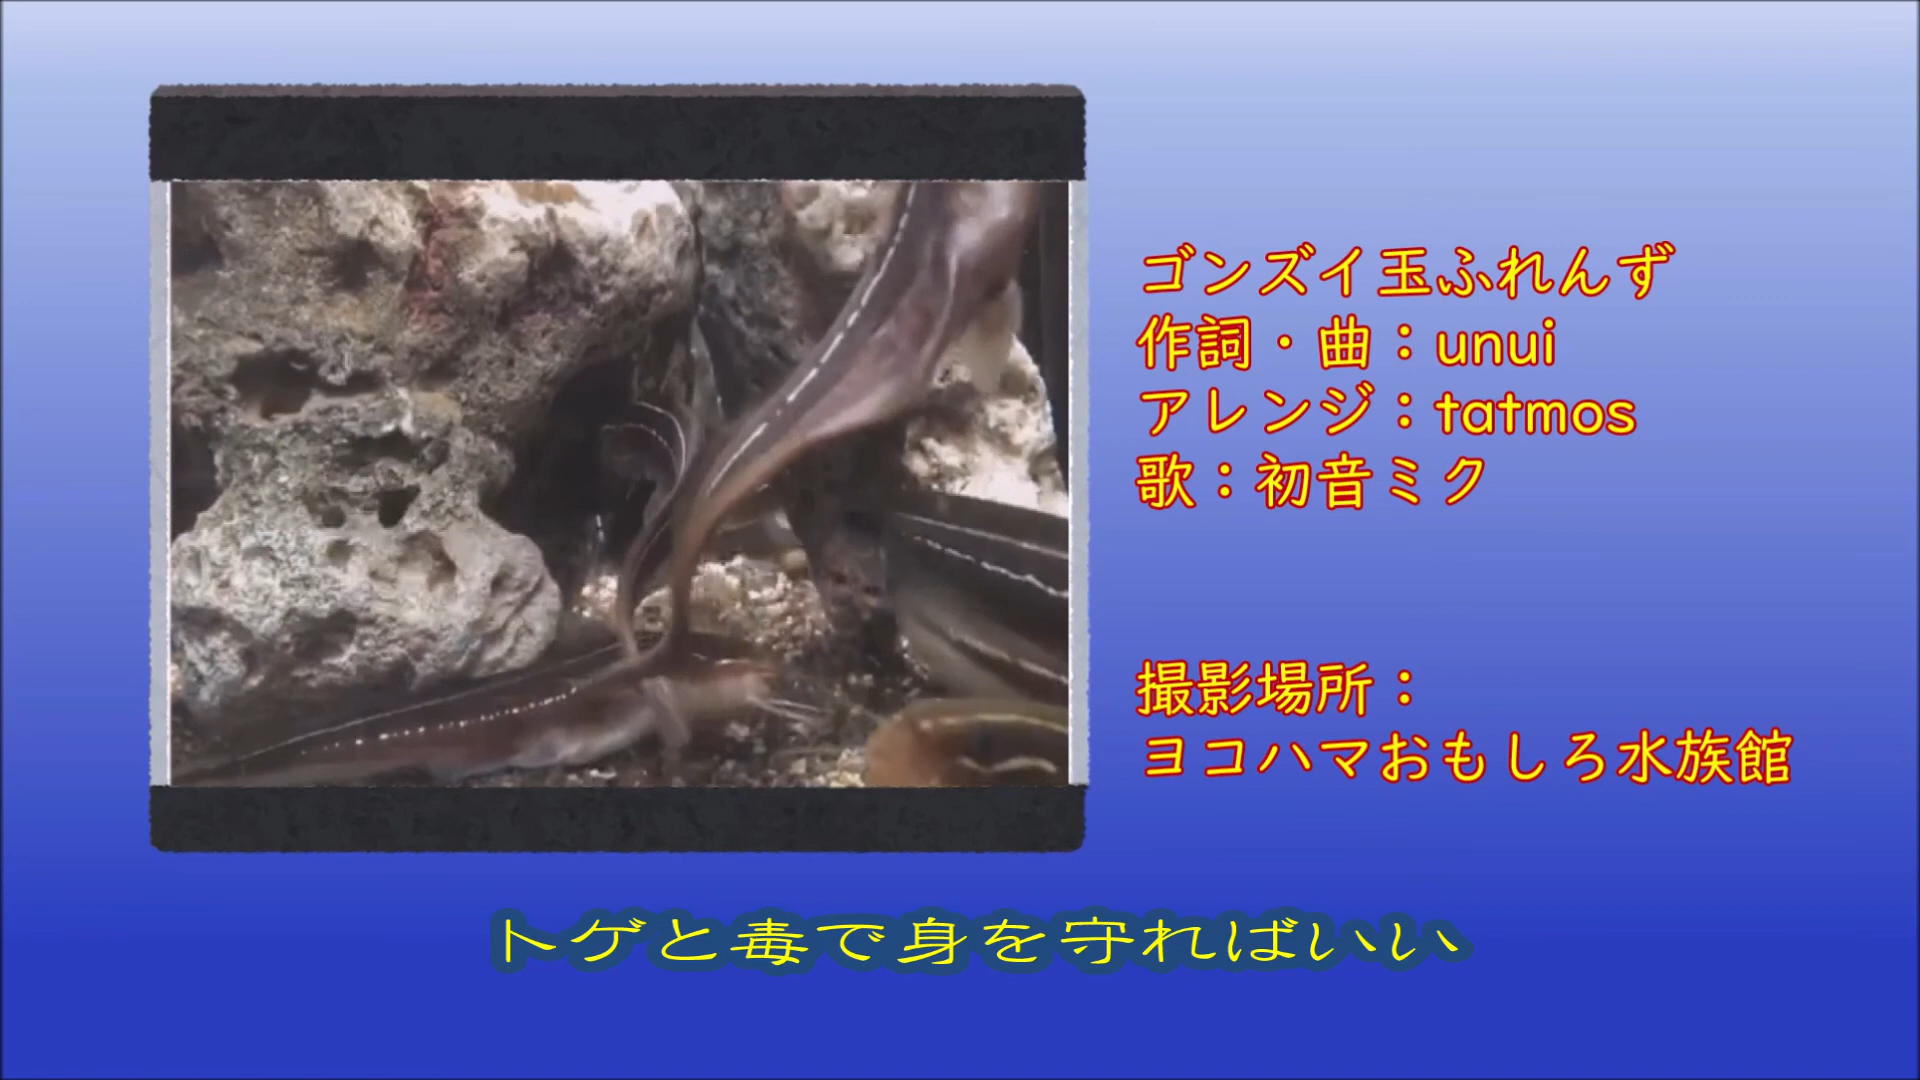 ゴンズイ玉ふれんず
作詞・曲：unui
アレンジ：tatmos
歌：初音ミク
撮影場所：
ヨコハマおもしろ水族館
トゲと毒で身を守ればいい